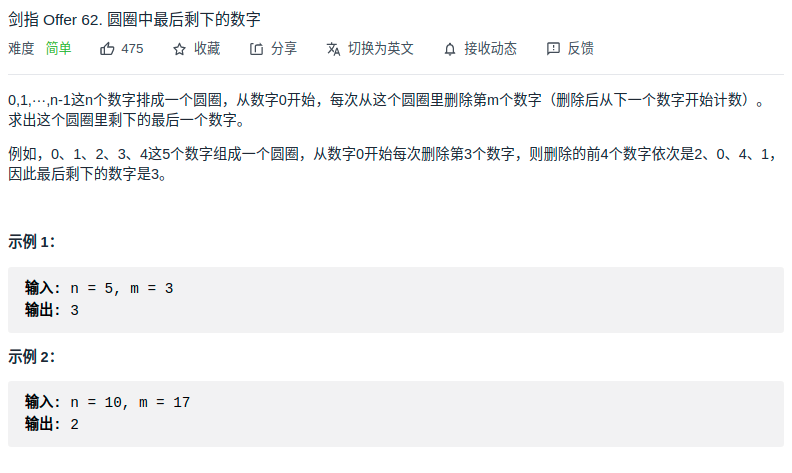 剑指 Offer 62. 圆圈中最后剩下的数字
难度 简单 475 收藏 分享 切换为英文 接收动态 反馈
0,1,···,n-1这n个数字排成一个圆圈，从数字0开始，每次从这个圆圈里删除第m个数字（删除后从下一个数字开始计数）。
求出这个圆圈里剩下的最后一个数字。
例如，0、1、2、3、4这5个数字组成一个圆圈，从数字0开始每次删除第3个数字，则删除的前4个数字依次是2、0、4、1，
因此最后剩下的数字是3。
示例 1：
输入: n = 5, m = 3
输出: 3
示例 2：
输入: n = 10, m = 17
输出: 2